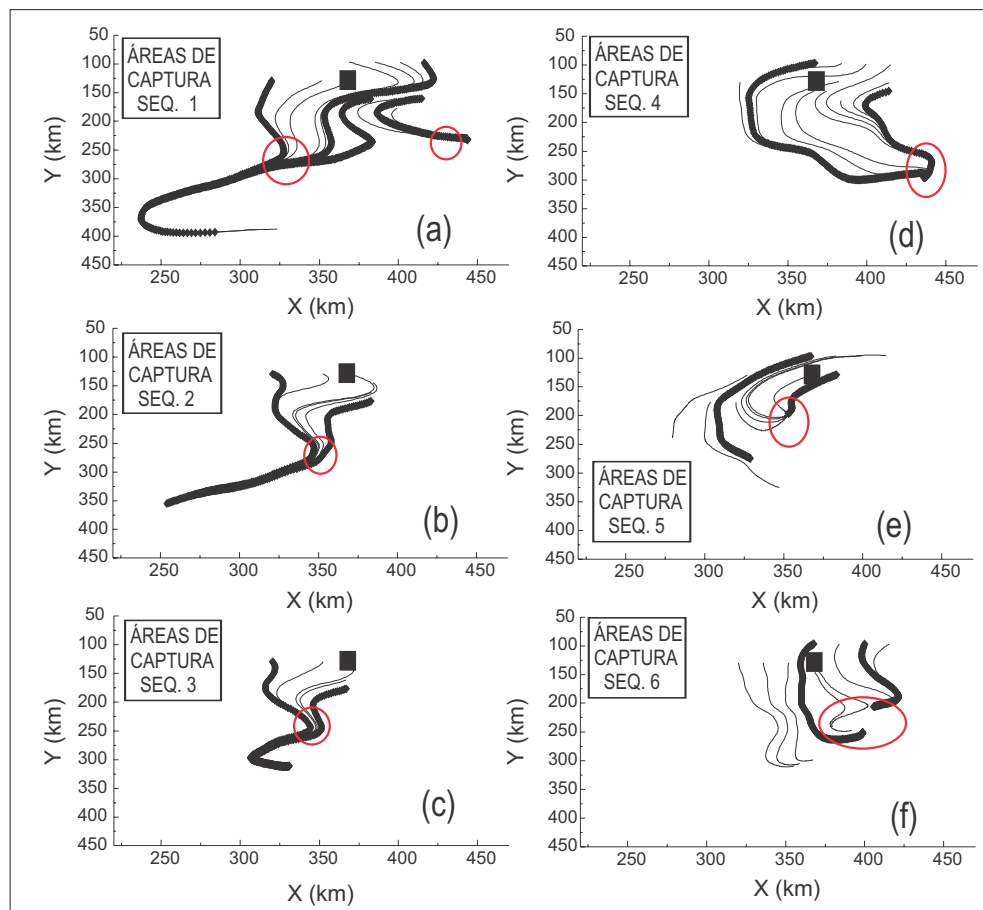 50
100
150
200
250
300
350
400
450
Y (km)
ÁREAS DE
CAPTURA
SEQ. 1
(a)
250
300
350
400
450
X (km)
50
100
150
200
250
300
350
400
450
Y (km)
ÁREAS DE
CAPTURA
SEQ. 4
(d)
250
300
350
400
450
X (km)
50
100
150
200
250
300
350
400
450
Y (km)
ÁREAS DE
CAPTURA
SEQ. 2
(b)
250
300
350
400
450
X (km)
50
100
150
200
250
300
350
400
450
Y (km)
ÁREAS DE
CAPTURA
SEQ. 5
(e)
250
300
350
400
450
X (km)
50
100
150
200
250
300
350
400
450
Y (km)
ÁREAS DE
CAPTURA
SEQ. 3
(c)
250
300
350
400
450
X (km)
50
100
150
200
250
300
350
400
450
Y (km)
ÁREAS DE
CAPTURA
SEQ. 6
(f)
250
300
350
400
450
X (km)